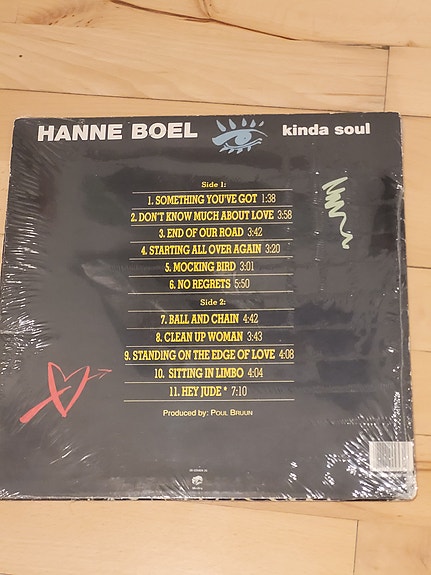 HANNE BOEL kinda soul
Side 1:
1. SOMETHING YOU'VE GOT 1:38
2. DON'T KNOW MUCH ABOUT LOVE 3:58
3. END OF OUR ROAD 3:42
4. STARTING ALL OVER AGAIN 3:20
5. MOCKING BIRD 3:01
6. NO REGRETS 5:50
Side 2:
7. BALL AND CHAIN 4:42
8. CLEAN UP WOMAN 3:43
9. STANDING ON THE EDGE OF LOVE 4:08
10. SITTING IN LIMBO 4:04
11. HEY JUDE * 7:10
PRODUCED BY: POUL BRUUN